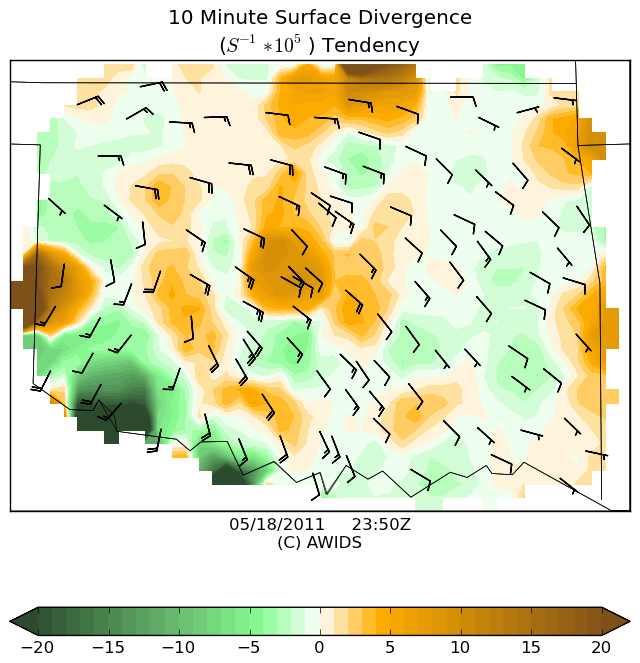 10 Minute Surface Divergence
(S⁻¹ *10⁵ ) Tendency
05/18/2011 23:50Z
(C) AWIDS
−20 −15 −10 −5 0 5 10 15 20